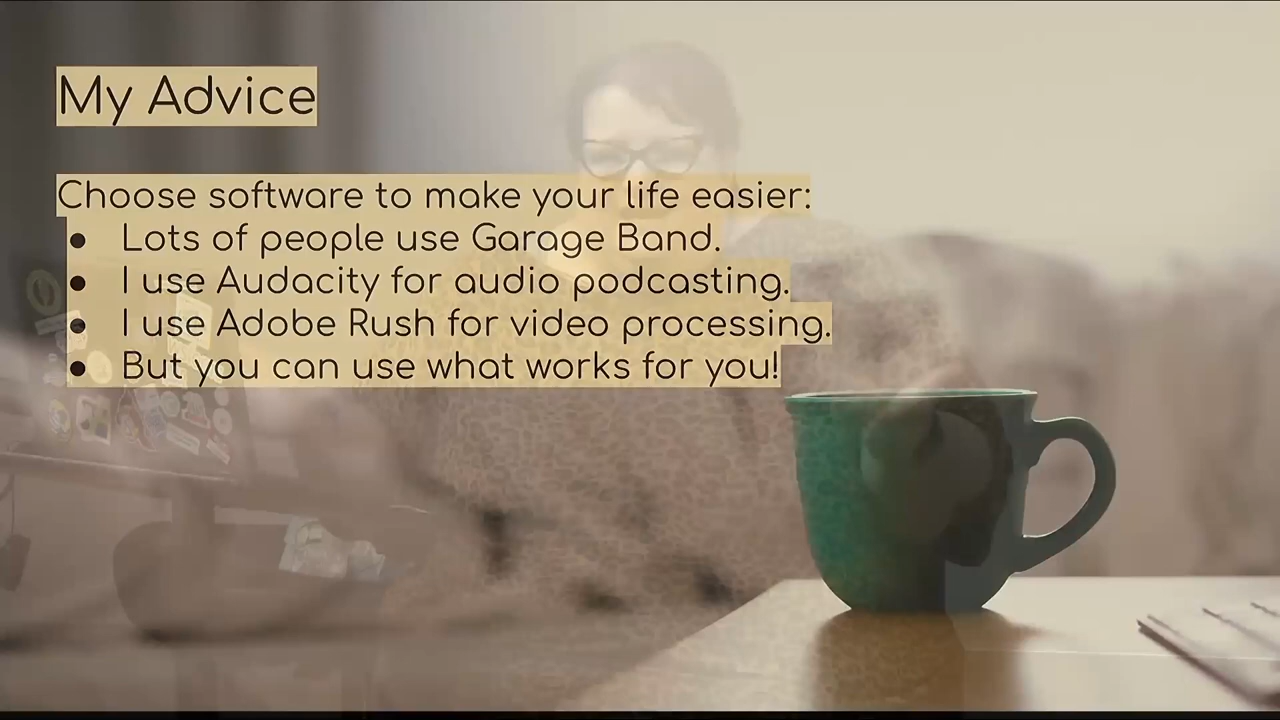 My Advice
Choose software to make your life easier:
● Lots of people use Garage Band.
● I use Audacity for audio podcasting.
● I use Adobe Rush for video processing.
● But you can use what works for you!